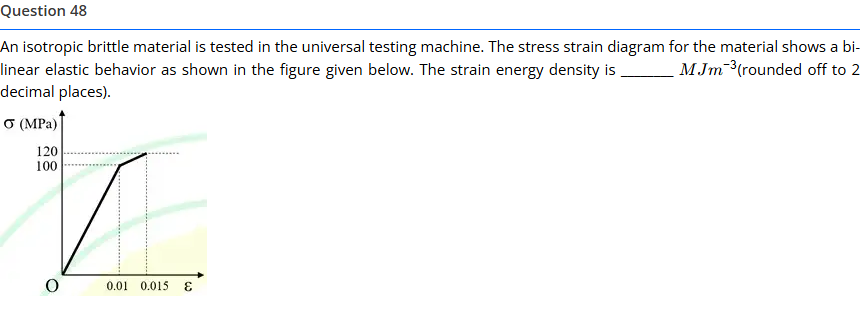 Question 48
An isotropic brittle material is tested in the universal testing machine. The stress strain diagram for the material shows a bi-
linear elastic behavior as shown in the figure given below. The strain energy density is ______ MJm⁻³(rounded off to 2
decimal places).
σ (MPa)
120
100
O 0.01 0.015 ε